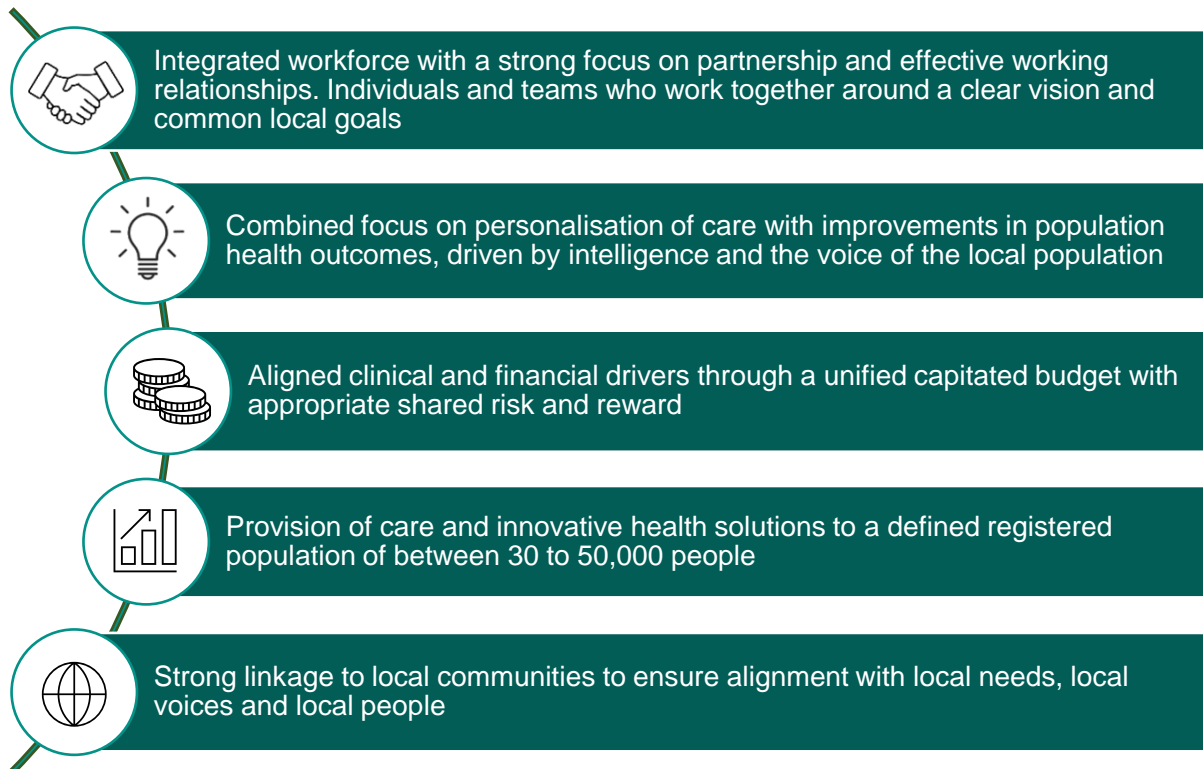 Integrated workforce with a strong focus on partnership and effective working
relationships. Individuals and teams who work together around a clear vision and
common local goals
Combined focus on personalisation of care with improvements in population
health outcomes, driven by intelligence and the voice of the local population
Aligned clinical and financial drivers through a unified capitated budget with
appropriate shared risk and reward
Provision of care and innovative health solutions to a defined registered
population of between 30 to 50,000 people
Strong linkage to local communities to ensure alignment with local needs, local
voices and local people